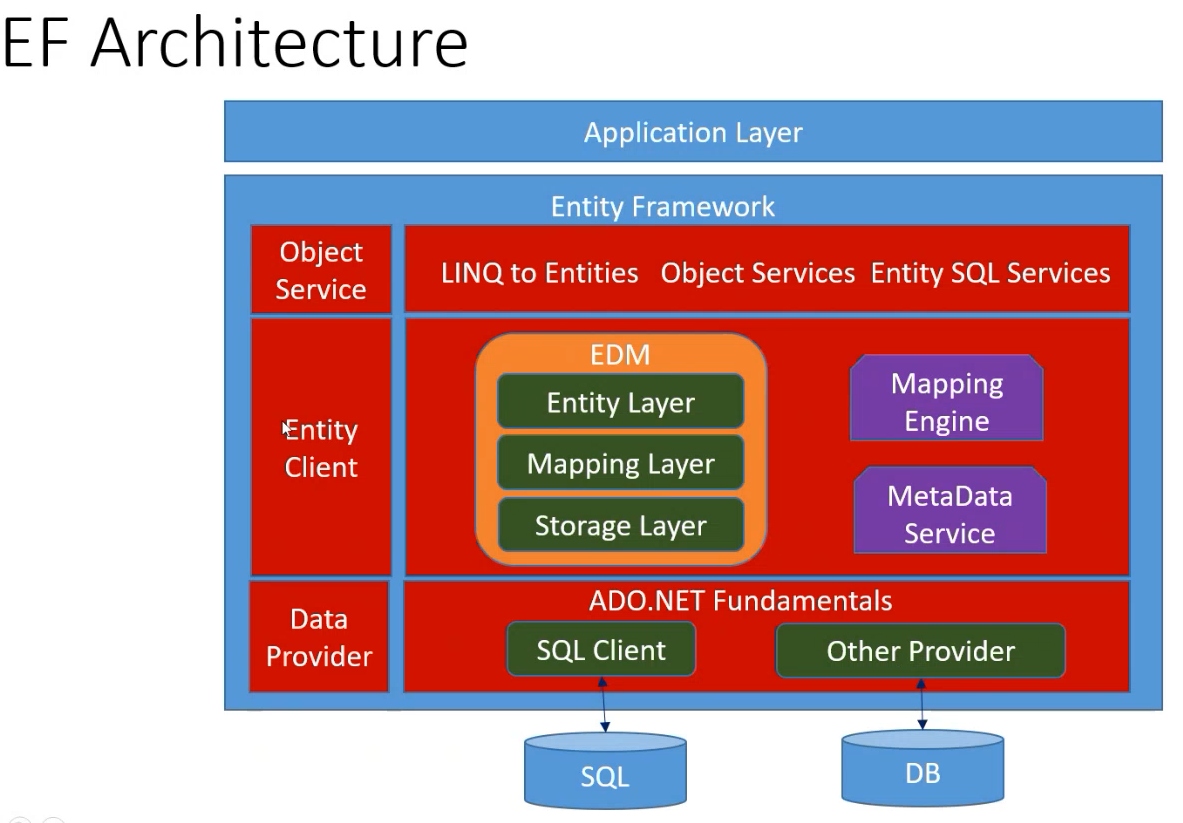 EF Architecture
Application Layer
Entity Framework
Object
Service
LINQ to Entities Object Services Entity SQL Services
Entity
Client
EDM
Entity Layer
Mapping Layer
Storage Layer
Mapping
Engine
MetaData
Service
Data
Provider
ADO.NET Fundamentals
SQL Client
Other Provider
SQL
DB